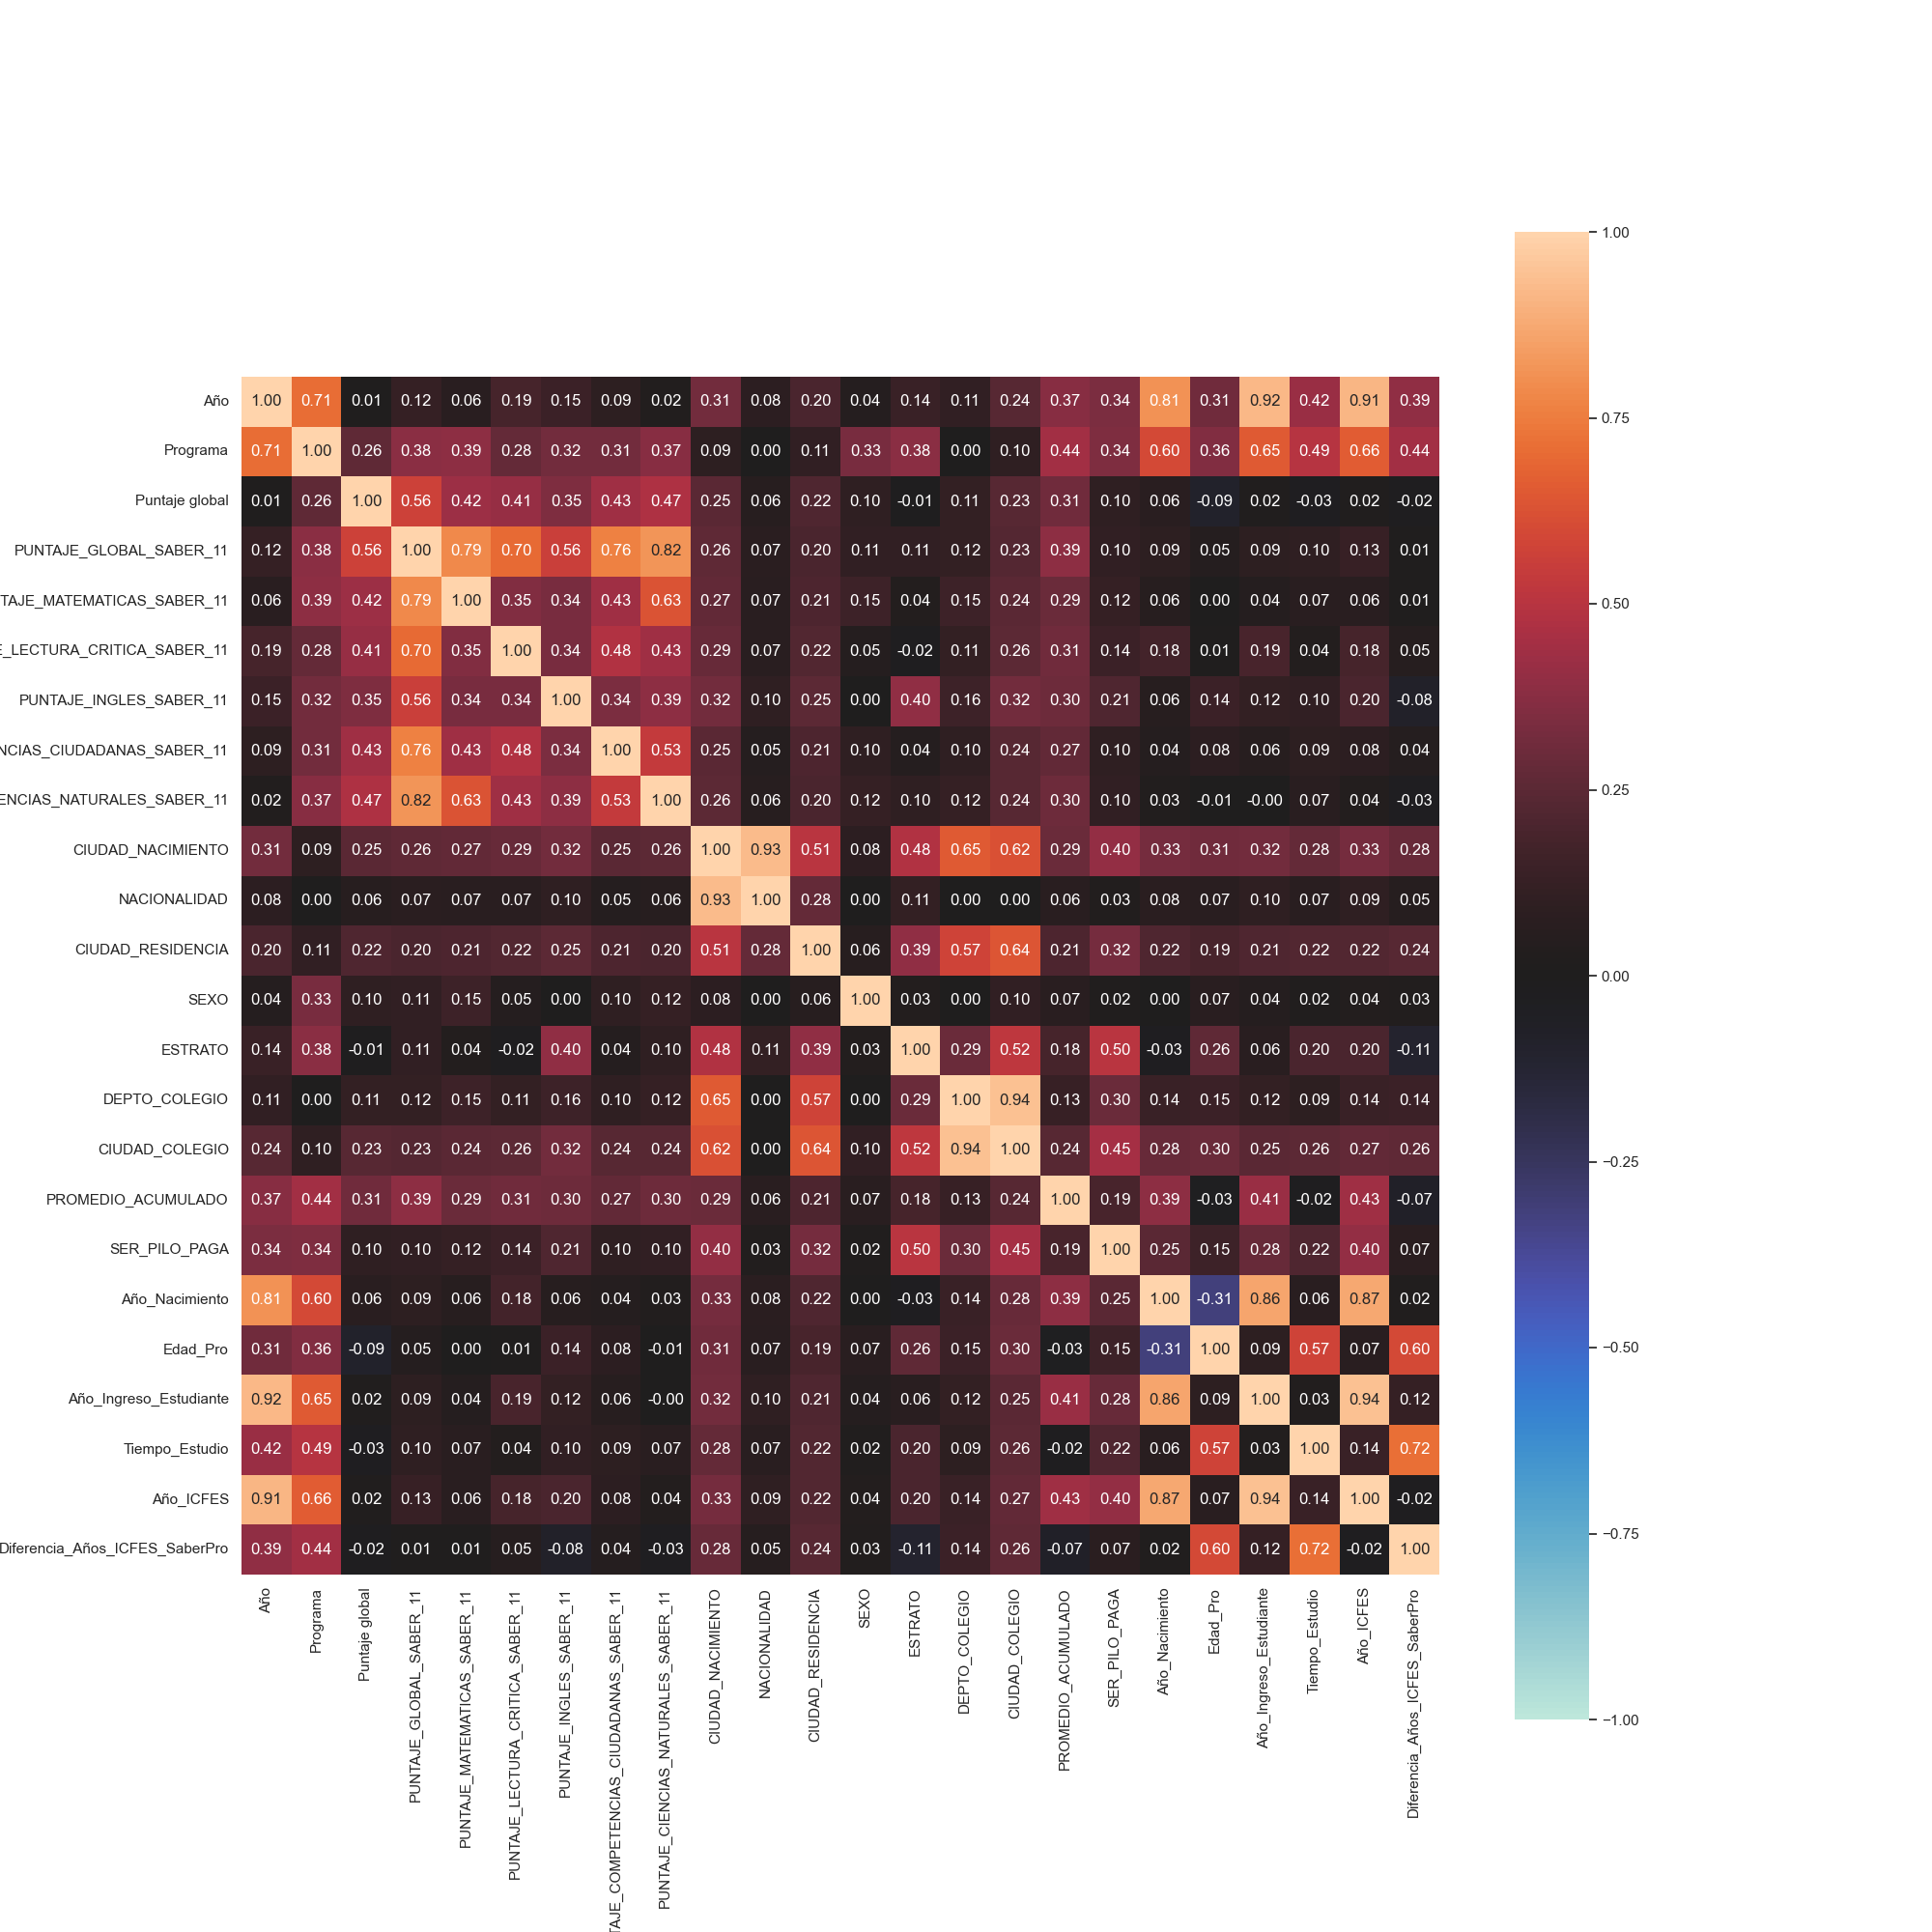 Año 1.00 0.71 0.01 0.12 0.06 0.19 0.15 0.09 0.02 0.31 0.08 0.20 0.04 0.14 0.11 0.24 0.37 0.34 0.81 0.31 0.92 0.42 0.91 0.39
Programa 0.71 1.00 0.26 0.38 0.39 0.28 0.32 0.31 0.37 0.09 0.00 0.11 0.33 0.38 0.00 0.10 0.44 0.34 0.60 0.36 0.65 0.49 0.66 0.44
Puntaje global 0.01 0.26 1.00 0.56 0.42 0.41 0.35 0.43 0.47 0.25 0.06 0.22 0.10 -0.01 0.11 0.23 0.31 0.10 0.06 -0.09 0.02 -0.03 0.02 -0.02
PUNTAJE_GLOBAL_SABER_11 0.12 0.38 0.56 1.00 0.79 0.70 0.56 0.76 0.82 0.26 0.07 0.20 0.11 0.11 0.12 0.23 0.39 0.10 0.09 0.05 0.09 0.10 0.13 0.01
TAJE_MATEMATICAS_SABER_11 0.06 0.39 0.42 0.79 1.00 0.35 0.34 0.43 0.63 0.27 0.07 0.21 0.15 0.04 0.15 0.24 0.29 0.12 0.06 0.00 0.04 0.07 0.06 0.01
E_LECTURA_CRITICA_SABER_11 0.19 0.28 0.41 0.70 0.35 1.00 0.34 0.48 0.43 0.29 0.07 0.22 0.05 -0.02 0.11 0.26 0.31 0.14 0.18 0.01 0.19 0.04 0.18 0.05
PUNTAJE_INGLES_SABER_11 0.15 0.32 0.35 0.56 0.34 0.34 1.00 0.34 0.39 0.32 0.10 0.25 0.00 0.40 0.16 0.32 0.30 0.21 0.06 0.14 0.12 0.10 0.20 -0.08
NCIAS_CIUDADANAS_SABER_11 0.09 0.31 0.43 0.76 0.43 0.48 0.34 1.00 0.53 0.25 0.05 0.21 0.10 0.04 0.10 0.24 0.27 0.10 0.04 0.08 0.06 0.09 0.08 0.04
ENCIAS_NATURALES_SABER_11 0.02 0.37 0.47 0.82 0.63 0.43 0.39 0.53 1.00 0.26 0.06 0.20 0.12 0.10 0.12 0.24 0.30 0.10 0.03 -0.01 -0.00 0.07 0.04 -0.03
CIUDAD_NACIMIENTO 0.31 0.09 0.25 0.26 0.27 0.29 0.32 0.25 0.26 1.00 0.93 0.51 0.08 0.48 0.65 0.62 0.29 0.40 0.33 0.31 0.32 0.28 0.33 0.28
NACIONALIDAD 0.08 0.00 0.06 0.07 0.07 0.07 0.10 0.05 0.06 0.93 1.00 0.28 0.00 0.11 0.00 0.00 0.06 0.03 0.08 0.07 0.10 0.07 0.09 0.05
CIUDAD_RESIDENCIA 0.20 0.11 0.22 0.20 0.21 0.22 0.25 0.21 0.20 0.51 0.28 1.00 0.06 0.39 0.57 0.64 0.21 0.32 0.22 0.19 0.21 0.22 0.22 0.24
SEXO 0.04 0.33 0.10 0.11 0.15 0.05 0.00 0.10 0.12 0.08 0.00 0.06 1.00 0.03 0.00 0.10 0.07 0.02 0.00 0.07 0.04 0.02 0.04 0.03
ESTRATO 0.14 0.38 -0.01 0.11 0.04 -0.02 0.40 0.04 0.10 0.48 0.11 0.39 0.03 1.00 0.29 0.52 0.18 0.50 -0.03 0.26 0.06 0.20 0.20 -0.11
DEPTO_COLEGIO 0.11 0.00 0.11 0.12 0.15 0.11 0.16 0.10 0.12 0.65 0.00 0.57 0.00 0.29 1.00 0.94 0.13 0.30 0.14 0.15 0.12 0.09 0.14 0.14
CIUDAD_COLEGIO 0.24 0.10 0.23 0.23 0.24 0.26 0.32 0.24 0.24 0.62 0.00 0.64 0.10 0.52 0.94 1.00 0.24 0.45 0.28 0.30 0.25 0.26 0.27 0.26
PROMEDIO_ACUMULADO 0.37 0.44 0.31 0.39 0.29 0.31 0.30 0.27 0.30 0.29 0.06 0.21 0.07 0.18 0.13 0.24 1.00 0.19 0.39 -0.03 0.41 -0.02 0.43 -0.07
SER_PILO_PAGA 0.34 0.34 0.10 0.10 0.12 0.14 0.21 0.10 0.10 0.40 0.03 0.32 0.02 0.50 0.30 0.45 0.19 1.00 0.25 0.15 0.28 0.22 0.40 0.07
Año_Nacimiento 0.81 0.60 0.06 0.09 0.06 0.18 0.06 0.04 0.03 0.33 0.08 0.22 0.00 -0.03 0.14 0.28 0.39 0.25 1.00 -0.31 0.86 0.06 0.87 0.02
Edad_Pro 0.31 0.36 -0.09 0.05 0.00 0.01 0.14 0.08 -0.01 0.31 0.07 0.19 0.07 0.26 0.15 0.30 -0.03 0.15 -0.31 1.00 0.09 0.57 0.07 0.60
Año_Ingreso_Estudiante 0.92 0.65 0.02 0.09 0.04 0.19 0.12 0.06 -0.00 0.32 0.10 0.21 0.04 0.06 0.12 0.25 0.41 0.28 0.86 0.09 1.00 0.03 0.94 0.12
Tiempo_Estudio 0.42 0.49 -0.03 0.10 0.07 0.04 0.10 0.09 0.07 0.28 0.07 0.22 0.02 0.20 0.09 0.26 -0.02 0.22 0.06 0.57 0.03 1.00 0.14 0.72
Año_ICFES 0.91 0.66 0.02 0.13 0.06 0.18 0.20 0.08 0.04 0.33 0.09 0.22 0.04 0.20 0.14 0.27 0.43 0.40 0.87 0.07 0.94 0.14 1.00 -0.02
Diferencia_Años_ICFES_SaberPro 0.39 0.44 -0.02 0.01 0.01 0.05 -0.08 0.04 -0.03 0.28 0.05 0.24 0.03 -0.11 0.14 0.26 -0.07 0.07 0.02 0.60 0.12 0.72 -0.02 1.00
Año
Programa
Puntaje global
PUNTAJE_GLOBAL_SABER_11
PUNTAJE_MATEMATICAS_SABER_11
PUNTAJE_LECTURA_CRITICA_SABER_11
PUNTAJE_INGLES_SABER_11
TAJE_COMPETENCIAS_CIUDADANAS_SABER_11
PUNTAJE_CIENCIAS_NATURALES_SABER_11
CIUDAD_NACIMIENTO
NACIONALIDAD
CIUDAD_RESIDENCIA
SEXO
ESTRATO
DEPTO_COLEGIO
CIUDAD_COLEGIO
PROMEDIO_ACUMULADO
SER_PILO_PAGA
Año_Nacimiento
Edad_Pro
Año_Ingreso_Estudiante
Tiempo_Estudio
Año_ICFES
Diferencia_Años_ICFES_SaberPro
1.00
0.75
0.50
0.25
0.00
−0.25
−0.50
−0.75
−1.00